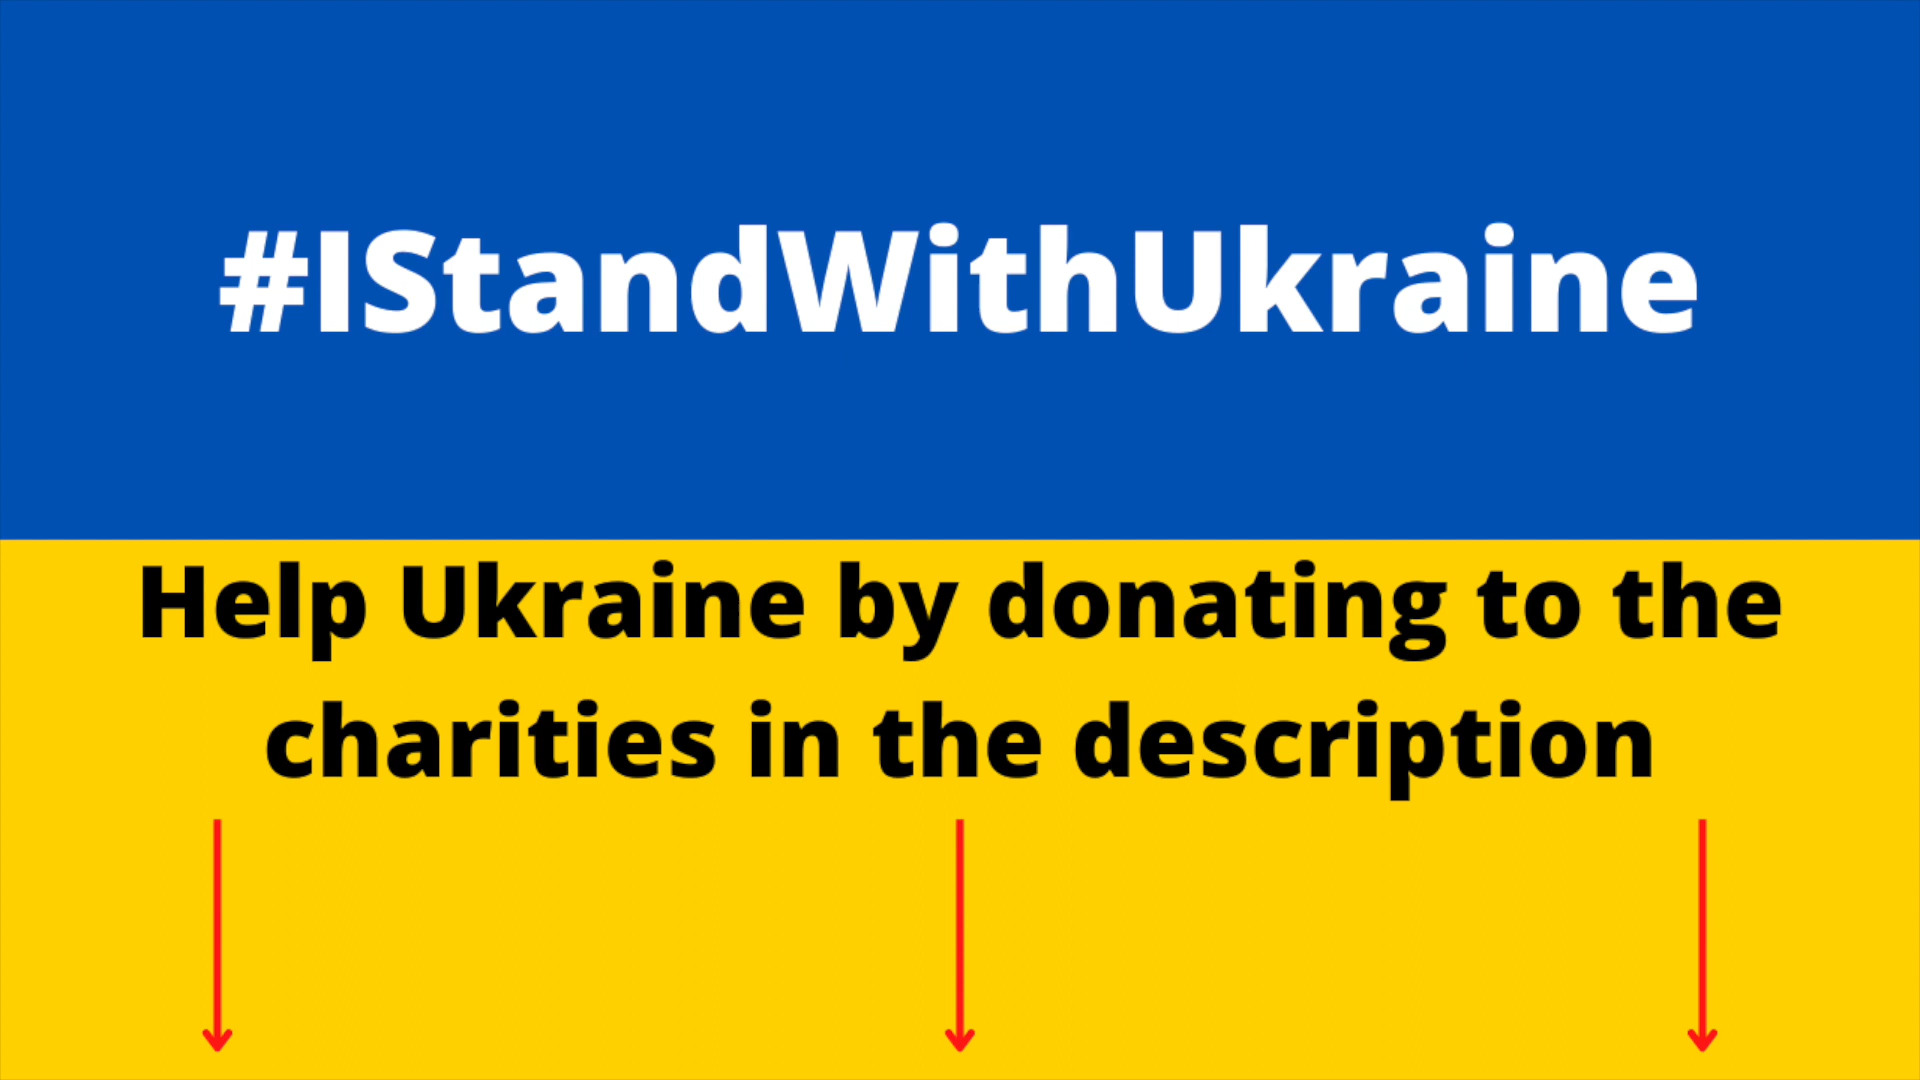 #IStandWithUkraine
Help Ukraine by donating to the
charities in the description